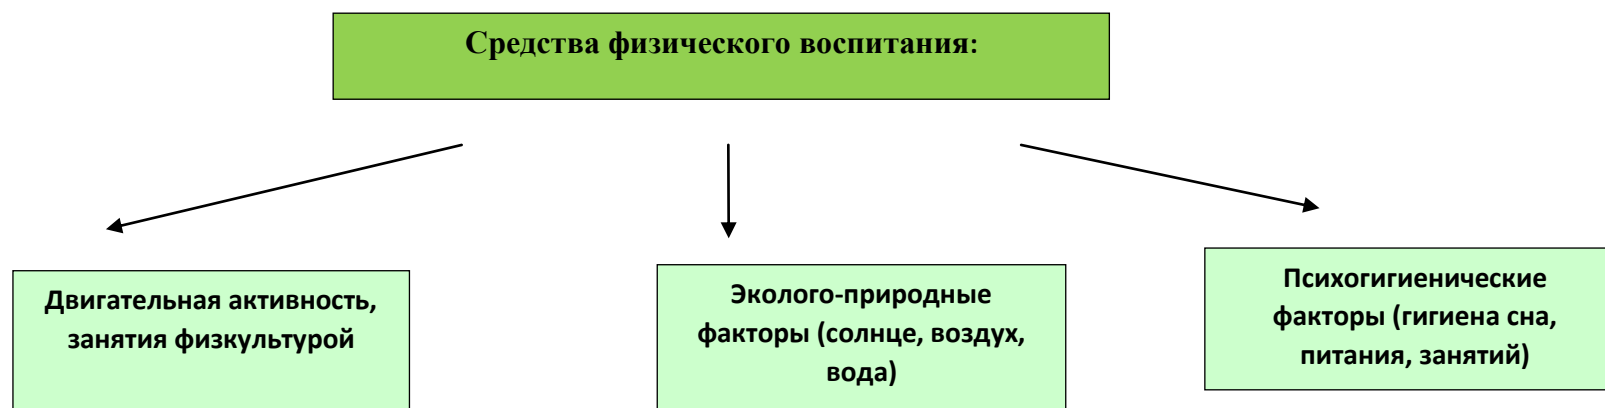 Средства физического воспитания:
Двигательная активность,
занятия физкультурой
Эколого-природные
факторы (солнце, воздух,
вода)
Психогигиенические
факторы (гигиена сна,
питания, занятий)